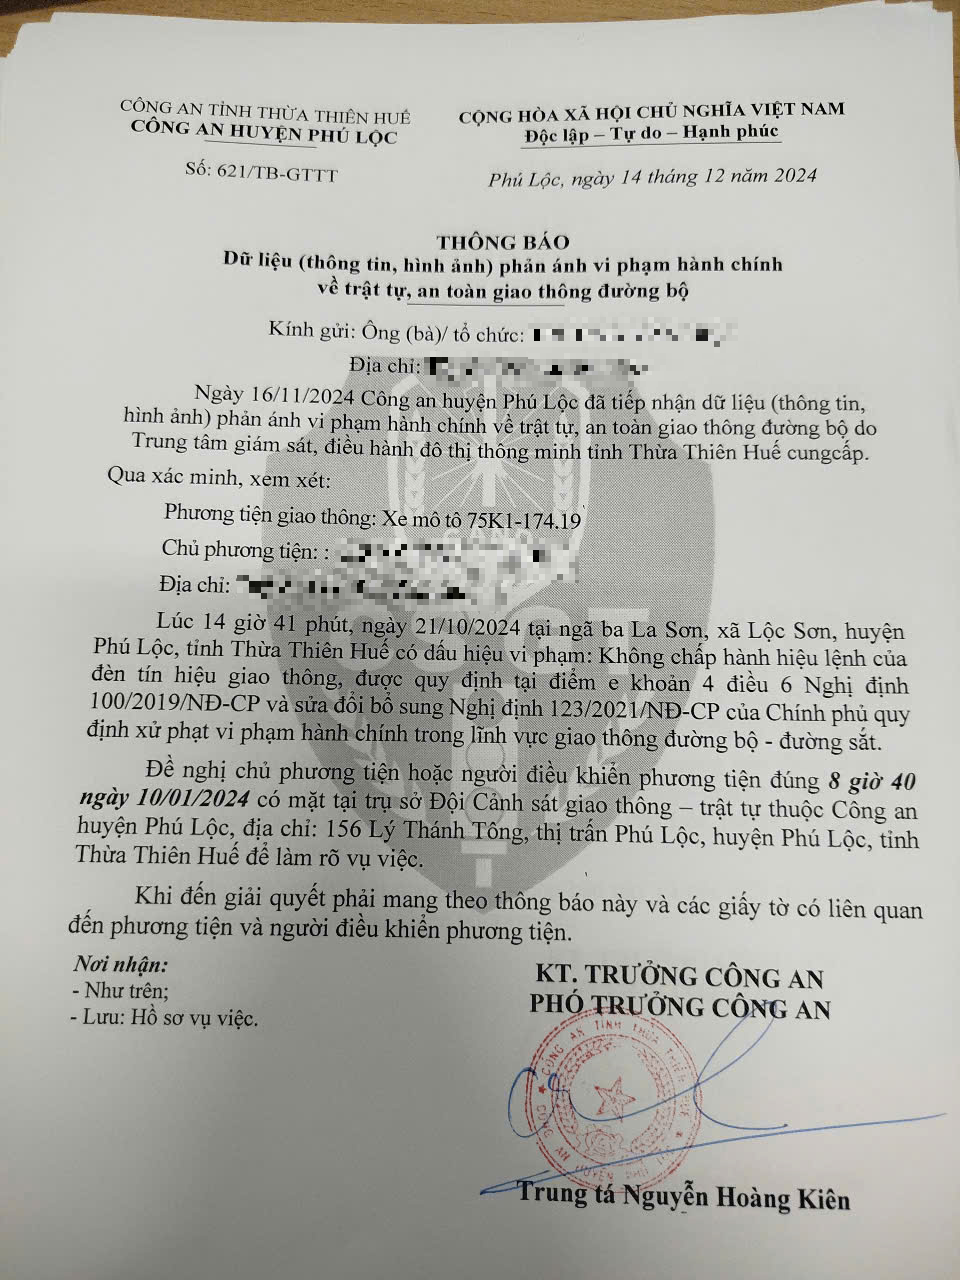 CÔNG AN TỈNH THỪA THIÊN HUẾ
CÔNG AN HUYỆN PHÚ LỘC
Số: 621/TB-GTTT
CỘNG HÒA XÃ HỘI CHỦ NGHĨA VIỆT NAM
Độc lập – Tự do – Hạnh phúc
Phú Lộc, ngày 14 tháng 12 năm 2024
THÔNG BÁO
Dữ liệu (thông tin, hình ảnh) phản ánh vi phạm hành chính
về trật tự, an toàn giao thông đường bộ
Kính gửi: Ông (bà)/ tổ chức:
Địa chỉ:
Ngày 16/11/2024 Công an huyện Phú Lộc đã tiếp nhận dữ liệu (thông tin,
hình ảnh) phản ánh vi phạm hành chính về trật tự, an toàn giao thông đường bộ do
Trung tâm giám sát, điều hành đô thị thông minh tỉnh Thừa Thiên Huế cungcấp.
Qua xác minh, xem xét:
Phương tiện giao thông: Xe mô tô 75K1-174.19
Chủ phương tiện: :
Địa chỉ:
Lúc 14 giờ 41 phút, ngày 21/10/2024 tại ngã ba La Sơn, xã Lộc Sơn, huyện
Phú Lộc, tỉnh Thừa Thiên Huế có dấu hiệu vi phạm: Không chấp hành hiệu lệnh của
đèn tín hiệu giao thông, được quy định tại điểm e khoản 4 điều 6 Nghị định
100/2019/NĐ-CP và sửa đổi bổ sung Nghị định 123/2021/NĐ-CP của Chính phủ quy
định xử phạt vi phạm hành chính trong lĩnh vực giao thông đường bộ - đường sắt.
Đề nghị chủ phương tiện hoặc người điều khiển phương tiện đúng 8 giờ 40
ngày 10/01/2024 có mặt tại trụ sở Đội Cảnh sát giao thông – trật tự thuộc Công an
huyện Phú Lộc, địa chỉ: 156 Lý Thánh Tông, thị trấn Phú Lộc, huyện Phú Lộc, tỉnh
Thừa Thiên Huế để làm rõ vụ việc.
Khi đến giải quyết phải mang theo thông báo này và các giấy tờ có liên quan
đến phương tiện và người điều khiển phương tiện.
Nơi nhận:
- Như trên;
- Lưu: Hồ sơ vụ việc.
KT. TRƯỞNG CÔNG AN
PHÓ TRƯỞNG CÔNG AN
CÔNG AN TỈNH THỪA THIÊN HUẾ
CÔNG AN HUYỆN PHÚ LỘC
Trung tá Nguyễn Hoàng Kiên